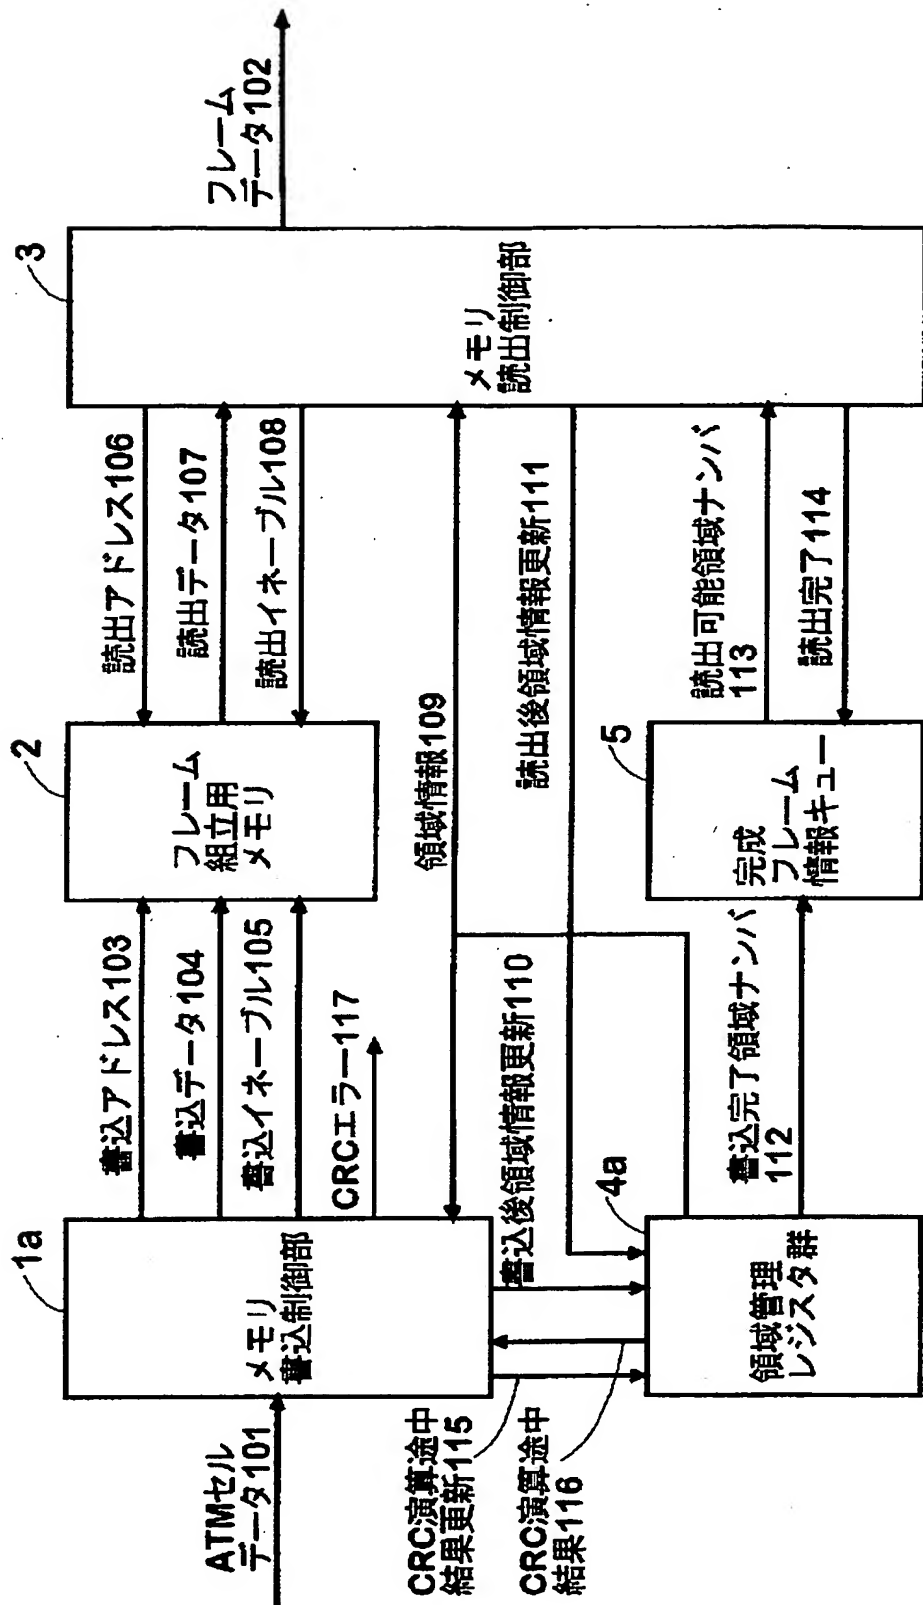 ATMセル
データ101
1a
メモリ
書込制御部
書込アドレス103
書込データ104
書込イネーブル105
CRCエラー117
2
フレーム
組立用
メモリ
読出アドレス106
読出データ107
読出イネーブル108
3
メモリ
読出制御部
フレーム
データ102
領域情報109
書込後領域情報更新110
読出後領域情報更新111
CRC演算途中
結果更新115
CRC演算途中
結果116
4a
領域管理
レジスタ群
書込完了領域ナンバ
112
5
完成
フレーム
情報キュー
読出可能領域ナンバ
113
読出完了114